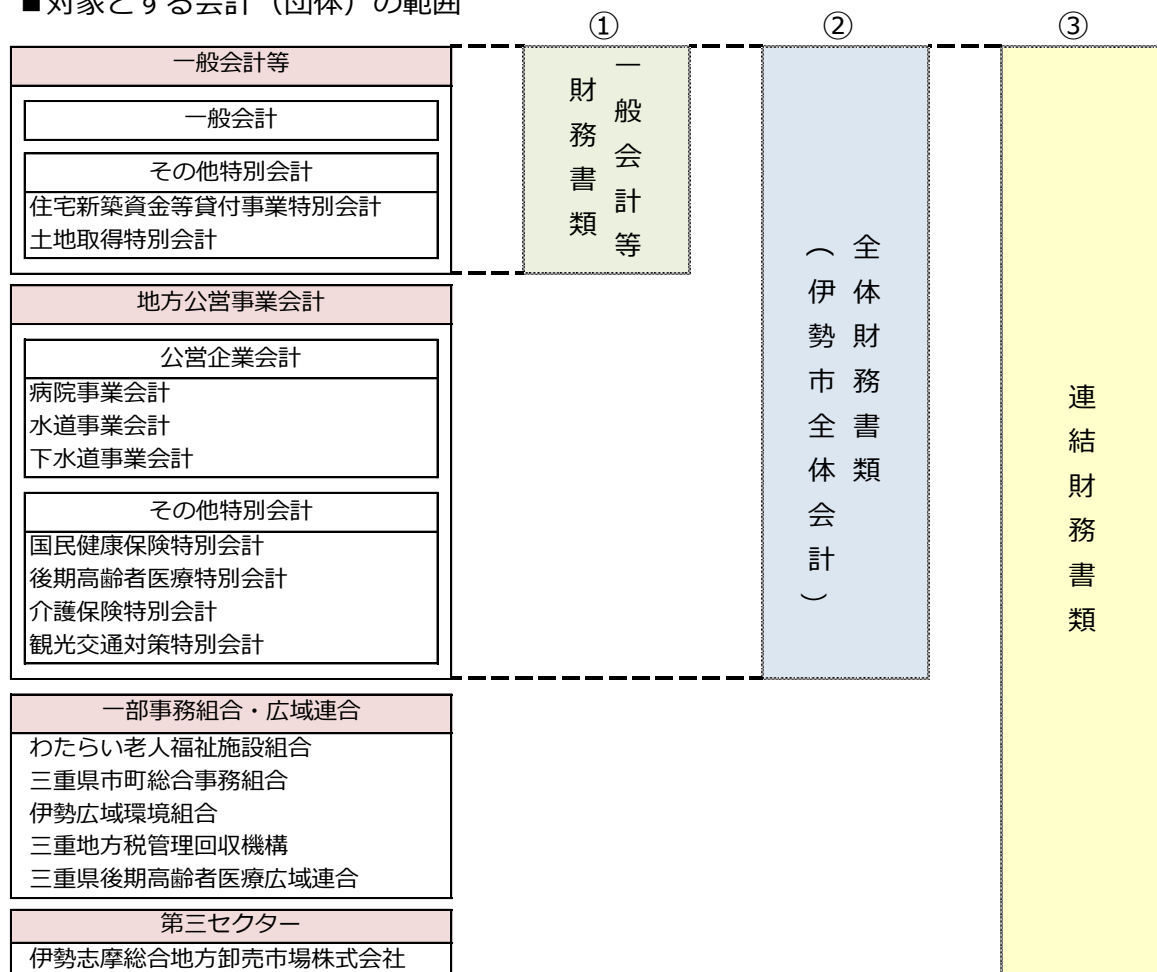 ■対象とする会計（団体）の範囲
①
②
③
一般会計等
一般会計
その他特別会計
住宅新築資金等貸付事業特別会計
土地取得特別会計
地方公営事業会計
公営企業会計
病院事業会計
水道事業会計
下水道事業会計
その他特別会計
国民健康保険特別会計
後期高齢者医療特別会計
介護保険特別会計
観光交通対策特別会計
一部事務組合・広域連合
わたらい老人福祉施設組合
三重県市町総合事務組合
伊勢広域環境組合
三重地方税管理回収機構
三重県後期高齢者医療広域連合
第三セクター
伊勢志摩総合地方卸売市場株式会社
一般会計等
財務書類
全体財務書類
（伊勢市全体会計）
連結財務書類